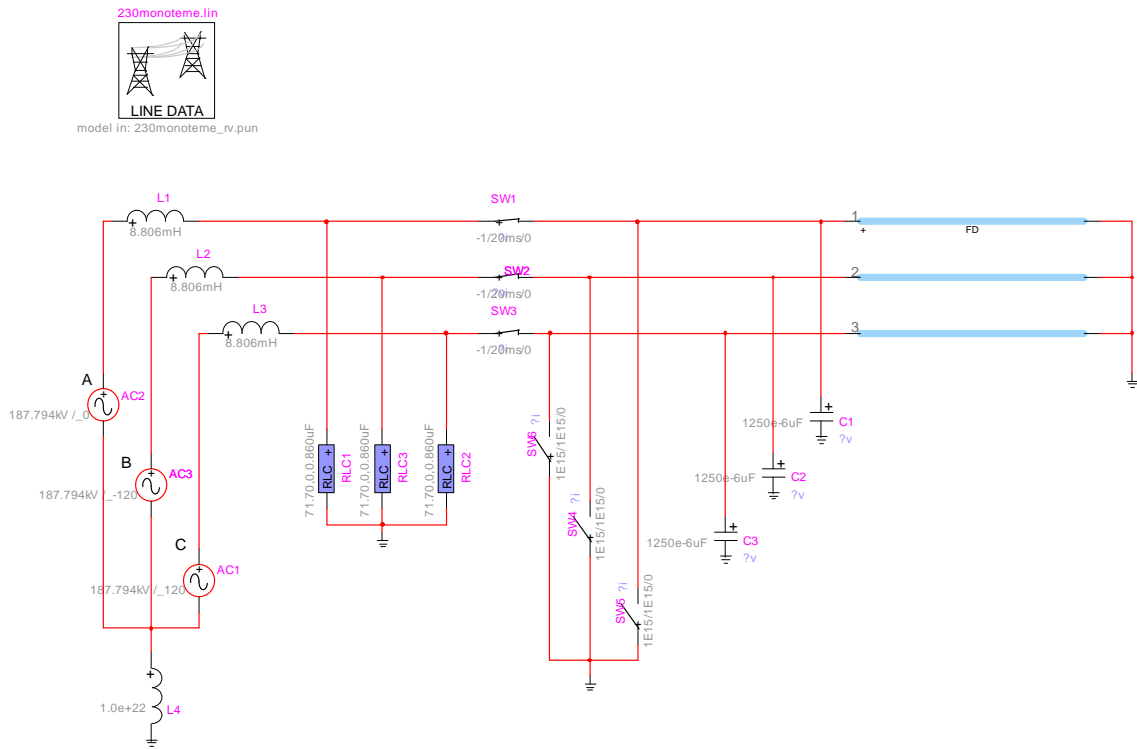 230monoteme.lin
LINE DATA
model in: 230monoteme_rv.pun
L1
+
8.806mH
SW1
+
-1/20ms/0
?i
1
+
FD
L2
+
8.806mH
SW2
+
-1/20ms/0
?vi
2
L3
+
8.806mH
SW3
+
-1/20ms/0
?i
3
A
+
AC2
187.794kV /_0
B
+
AC3
187.794kV /_-120
C
+
AC1
187.794kV /_120
71.70,0,0.860uF
RLC +
RLC1
71.70,0,0.860uF
RLC +
RLC3
71.70,0,0.860uF
RLC +
RLC2
SW6 ?i
+
1E15/1E15/0
SW4 ?i
+
1E15/1E15/0
SW5 ?i
+
1E15/1E15/0
+
1250e-6uF
C1
?v
+
1250e-6uF
C2
?v
+
1250e-6uF
C3
?v
+
1.0e+22
L4